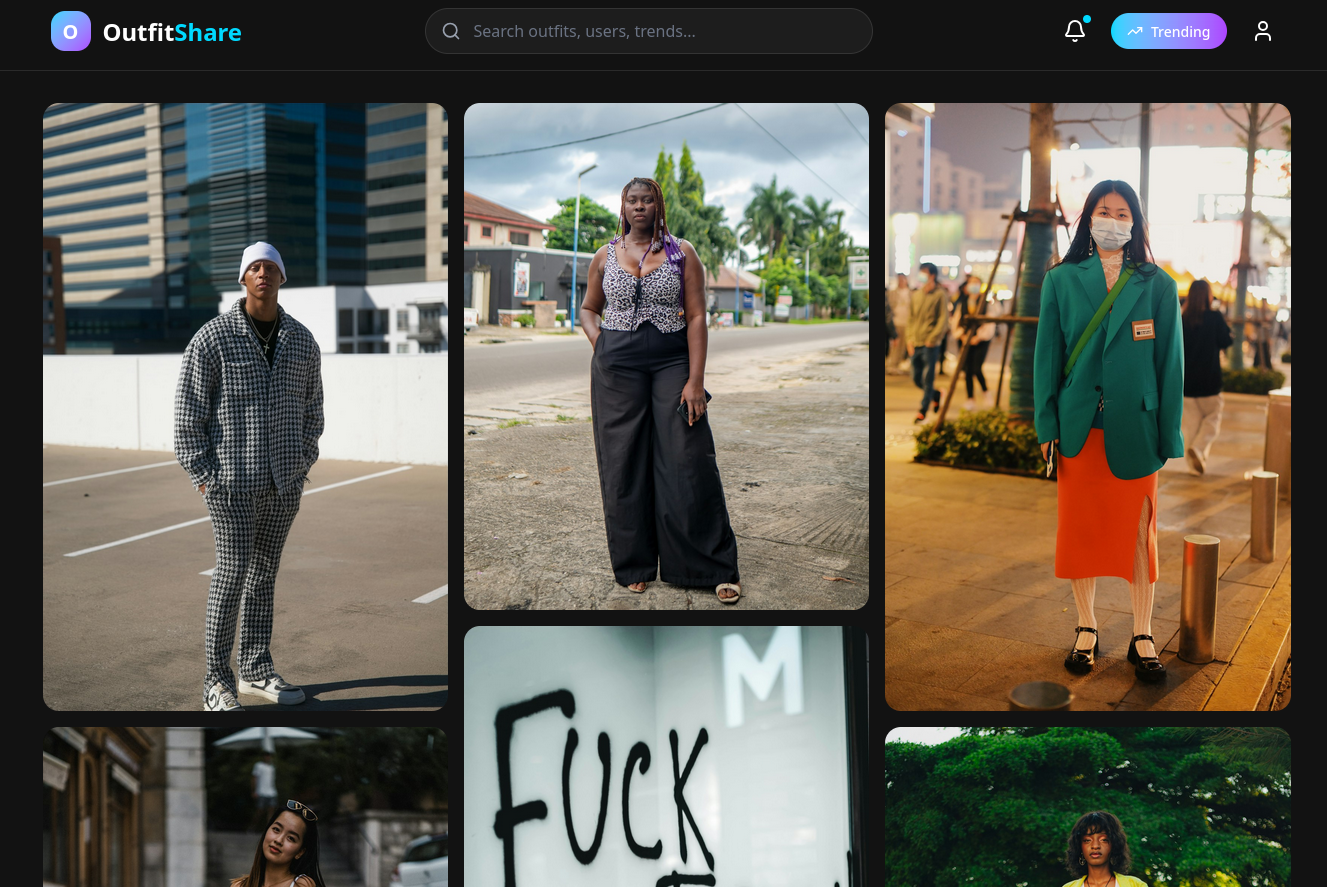 O
OutfitShare
Search outfits, users, trends...
Trending
M
FUCK